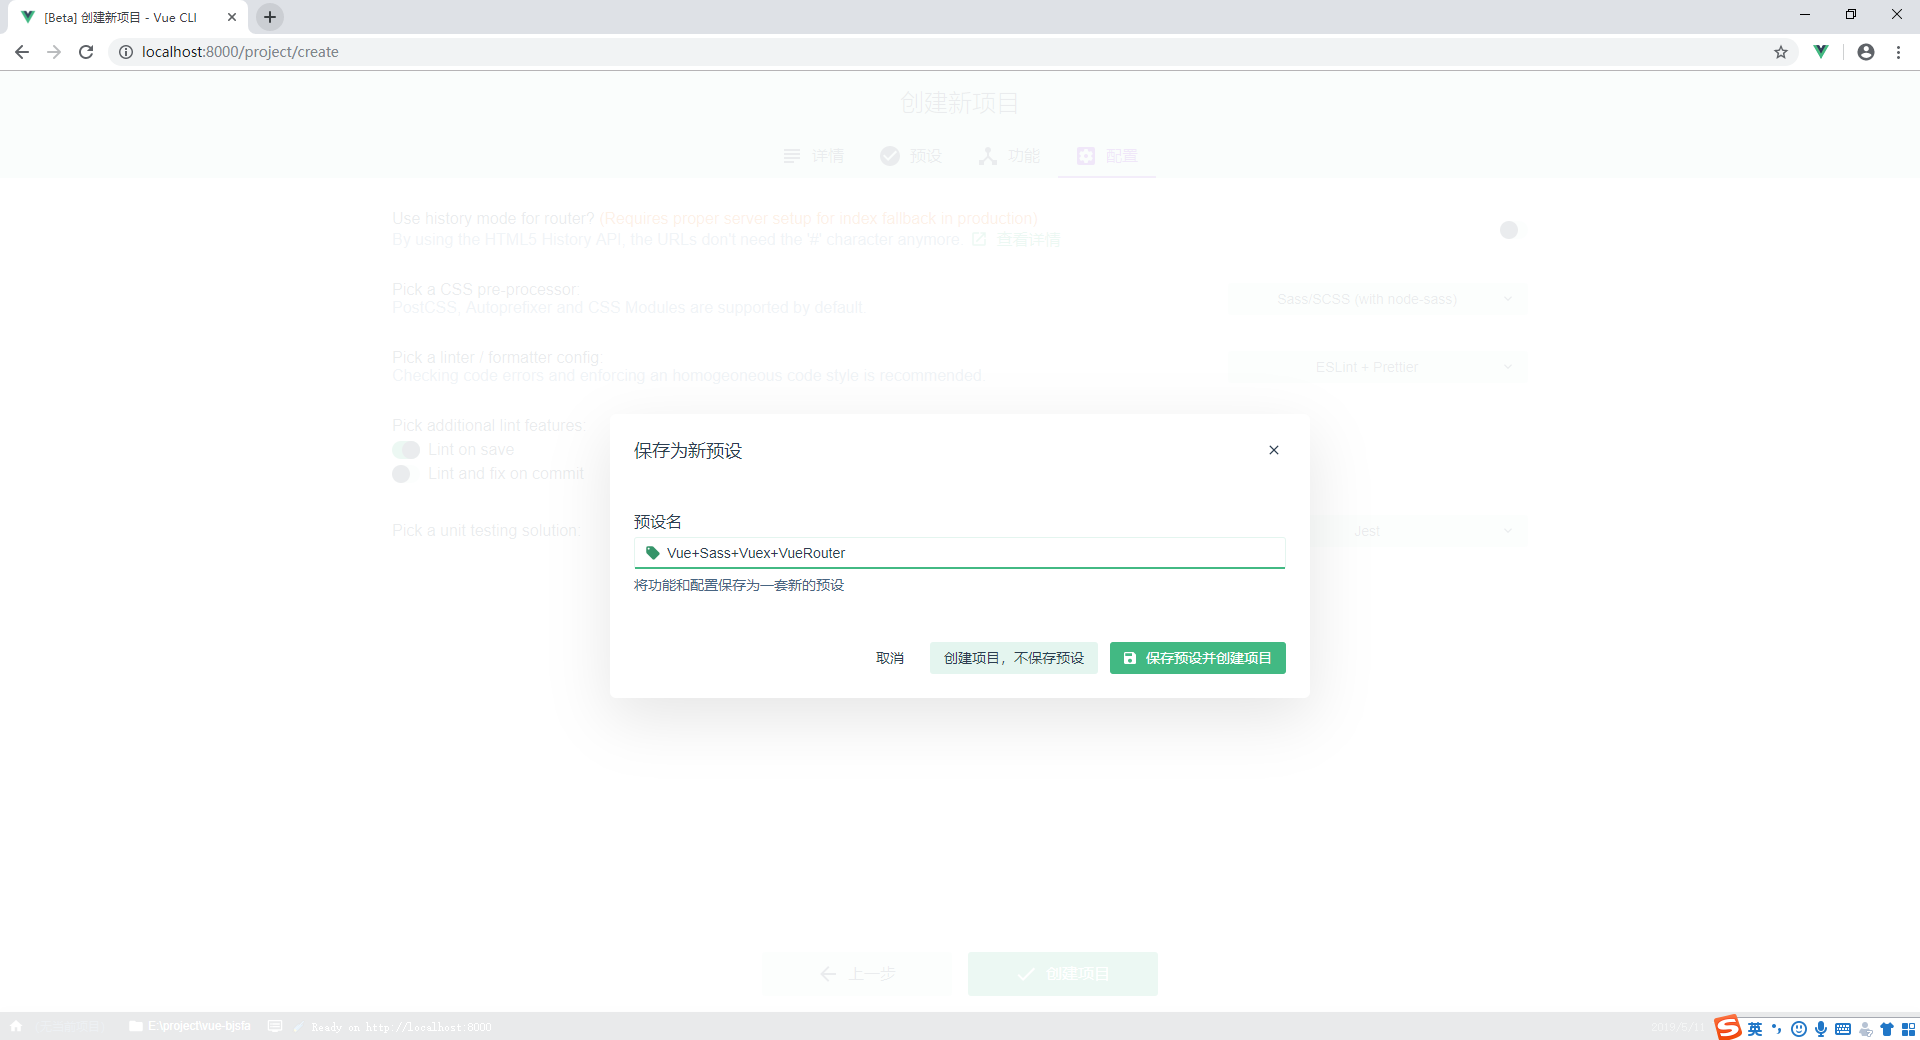 [Beta] 创建新项目 - Vue CLI
localhost:8000/project/create
创建新项目
详情 预设 功能 配置
Use history mode for router? (Requires proper server setup for index fallback in production)
By using the HTML5 History API, the URLs don't need the '#' character anymore 查看详情
Pick a CSS pre-processor:
PostCSS, Autoprefixer and CSS Modules are supported by default
Sass/SCSS (with node-sass)
Pick a linter / formatter config:
Checking code errors and enforcing an homogeoneous code style is recommended
ESLint + Prettier
Pick additional lint features:
Lint on save
Lint and fix on commit
Pick a unit testing solution:
Jest
保存为新预设
预设名
Vue+Sass+Vuex+VueRouter
将功能和配置保存为一套新的预设
取消 创建项目，不保存预设 保存预设并创建项目
上一步 创建项目
E:\project\vue-bjsfa Ready on http://localhost:8000
英